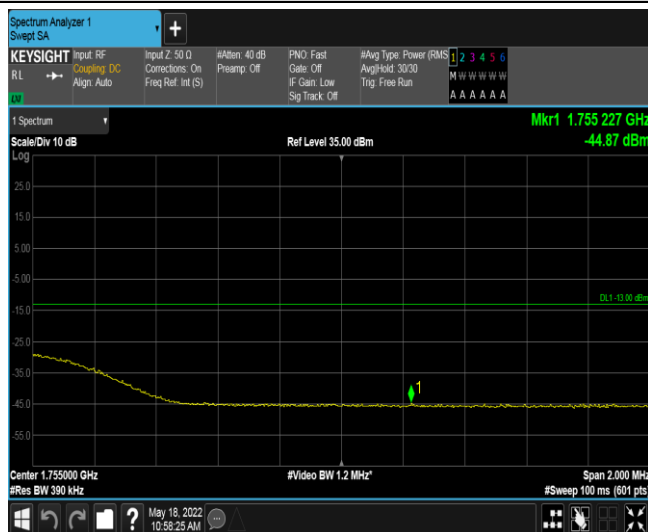 Spectrum Analyzer 1
Swept SA
+
KEYSIGHT Input: RF Input Z: 50 Ω #Atten: 40 dB PNO: Fast #Avg Type: Power (RMS 1 2 3 4 5 6
RL Coupling: DC Corrections: On Preamp: Off Gate: Off Avg|Hold: 30/30 M W W W W W
Align: Auto Freq Ref: Int (S) IF Gain: Low Trig: Free Run
Sig Track: Off A A A A A A
1 Spectrum Mkr1 1.755 227 GHz
Scale/Div 10 dB Ref Level 35.00 dBm -44.87 dBm
Log
25.0
15.0
5.00
-5.00
DL1 -13.00 dBm
-15.0
-25.0
-35.0
1
-45.0
-55.0
Center 1.755000 GHz #Video BW 1.2 MHz* Span 2.000 MHz
#Res BW 390 kHz #Sweep 100 ms (601 pts)
? May 18, 2022
10:58:25 AM